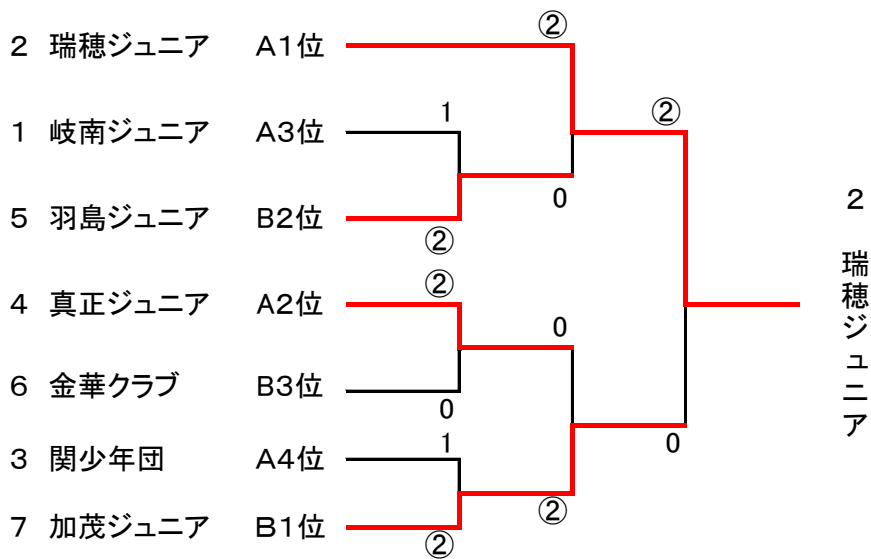 ②
2 瑞穂ジュニア A1位
1
②
1 岐南ジュニア A3位
0
5 羽島ジュニア B2位
②
②
4 真正ジュニア A2位
0
6 金華クラブ B3位
0
1
0
3 関少年団 A4位
②
7 加茂ジュニア B1位
②
2 瑞穂ジュニア